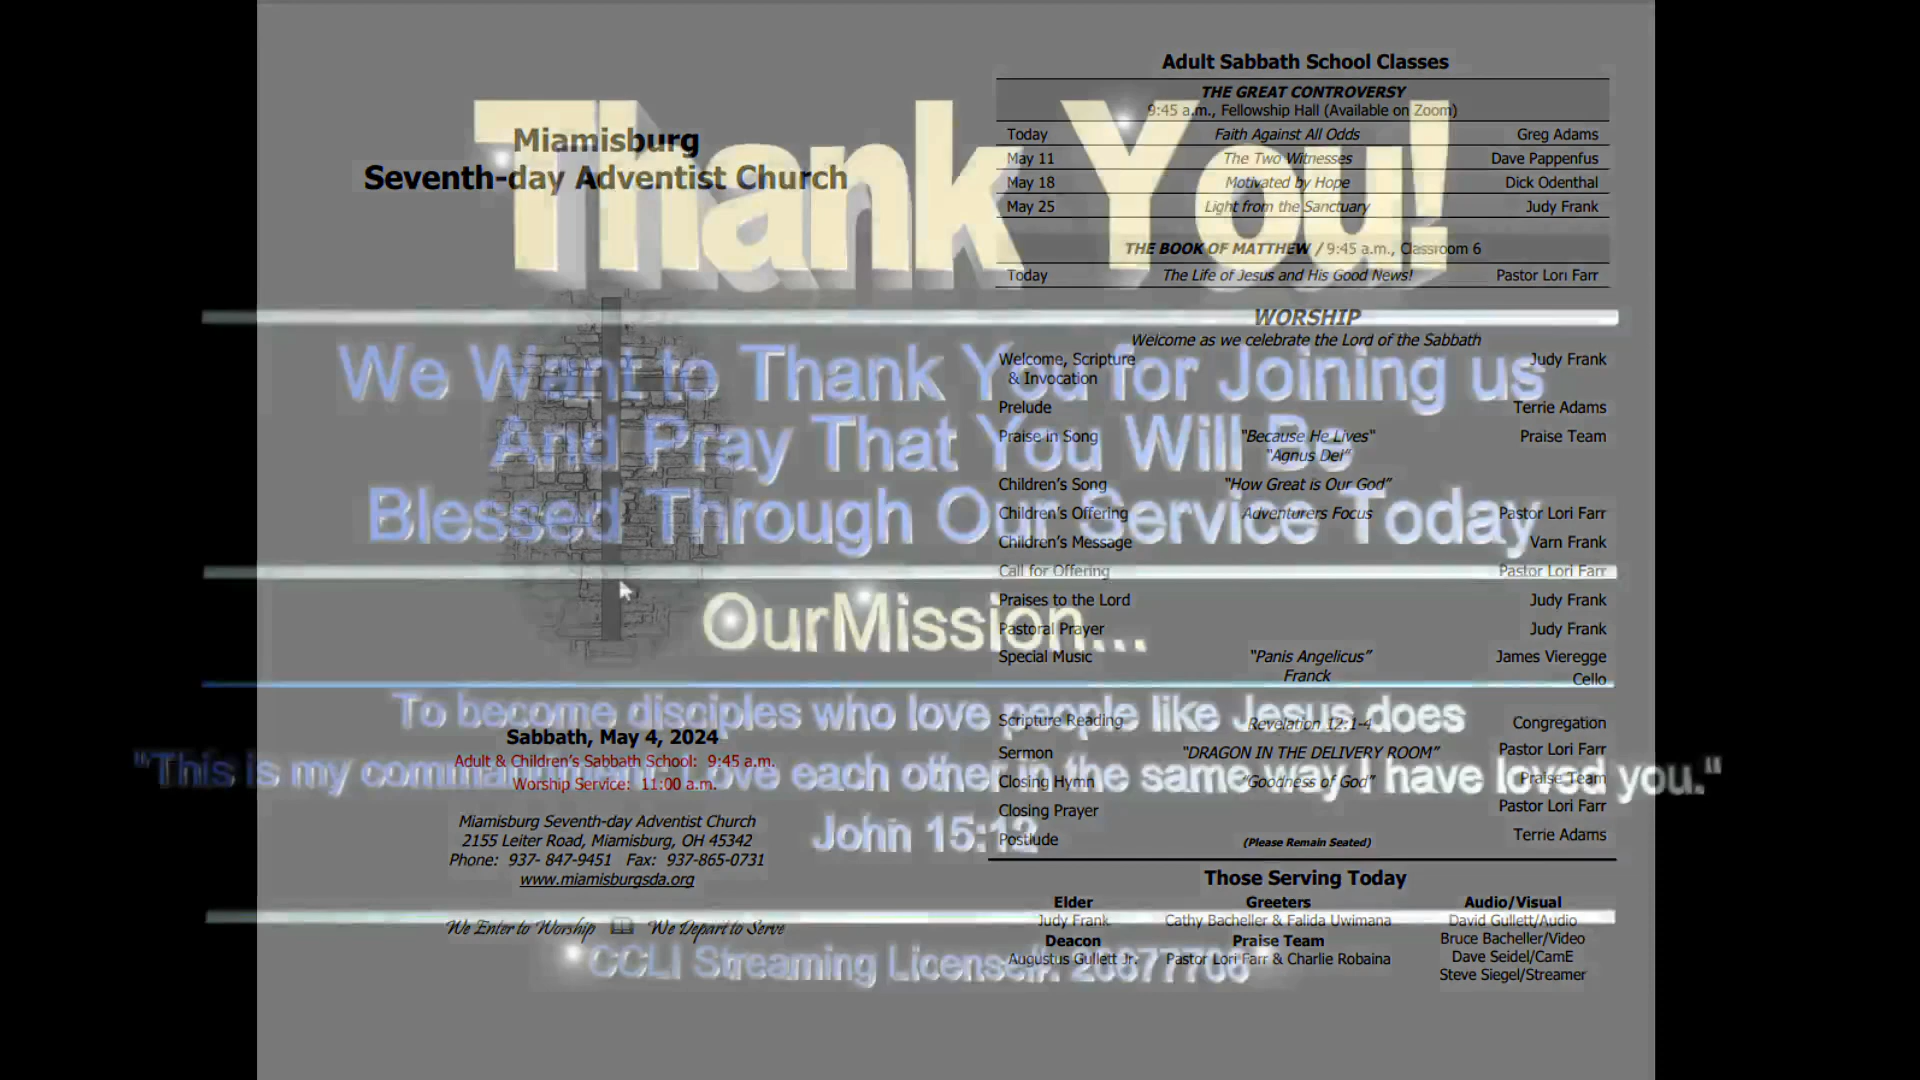 Thank You!
We Want to Thank You for Joining us
And Pray That You Will Be
Blessed Through Our Service Today
OurMission...
To become disciples who love people like Jesus does
"This is my love each other in the same way I have loved you."
John 15:12
CCLI Streaming License#: 20877706
Miamisburg
Seventh-day Adventist Church
Sabbath, May 4, 2024
Adult & Children's Sabbath School: 9:45 a.m.
Worship Service: 11:00 a.m.
Miamisburg Seventh-day Adventist Church
2155 Leiter Road, Miamisburg, OH 45342
Phone: 937- 847-9451 Fax: 937-865-0731
www.miamisburgsda.org
We Enter to Worship We Depart to Serve
Adult Sabbath School Classes
THE GREAT CONTROVERSY
9:45 a.m., Fellowship Hall (Available on Zoom)
Today Faith Against All Odds Greg Adams
May 11 The Two Witnesses Dave Pappenfus
May 18 Motivated by Hope Dick Odenthal
May 25 Light from the Sanctuary Judy Frank
THE BOOK OF MATTHEW / 9:45 a.m., Classroom 6
Today The Life of Jesus and His Good News! Pastor Lori Farr
WORSHIP
Welcome as we celebrate the Lord of the Sabbath
Welcome, Scripture Judy Frank
& Invocation
Prelude Terrie Adams
Praise in Song "Because He Lives" Praise Team
"Agnus Dei"
Children's Song "How Great is Our God"
Children's Offering Adventurers Focus Pastor Lori Farr
Children's Message Varn Frank
Call for Offering Pastor Lori Farr
Praises to the Lord Judy Frank
Pastoral Prayer Judy Frank
Special Music "Panis Angelicus" James Vieregge
Franck Cello
Scripture Reading Revelation 12:1-4 Congregation
Sermon "DRAGON IN THE DELIVERY ROOM" Pastor Lori Farr
Closing Hymn "Goodness of God" Praise Team
Closing Prayer Pastor Lori Farr
Postlude (Please Remain Seated) Terrie Adams
Those Serving Today
Elder Greeters Audio/Visual
Judy Frank Cathy Bacheller & Falida Uwimana David Gullett/Audio
Deacon Praise Team Bruce Bacheller/Video
Augustus Gullett Jr. Pastor Lori Farr & Charlie Robaina Dave Seidel/CamE
Steve Siegel/Streamer